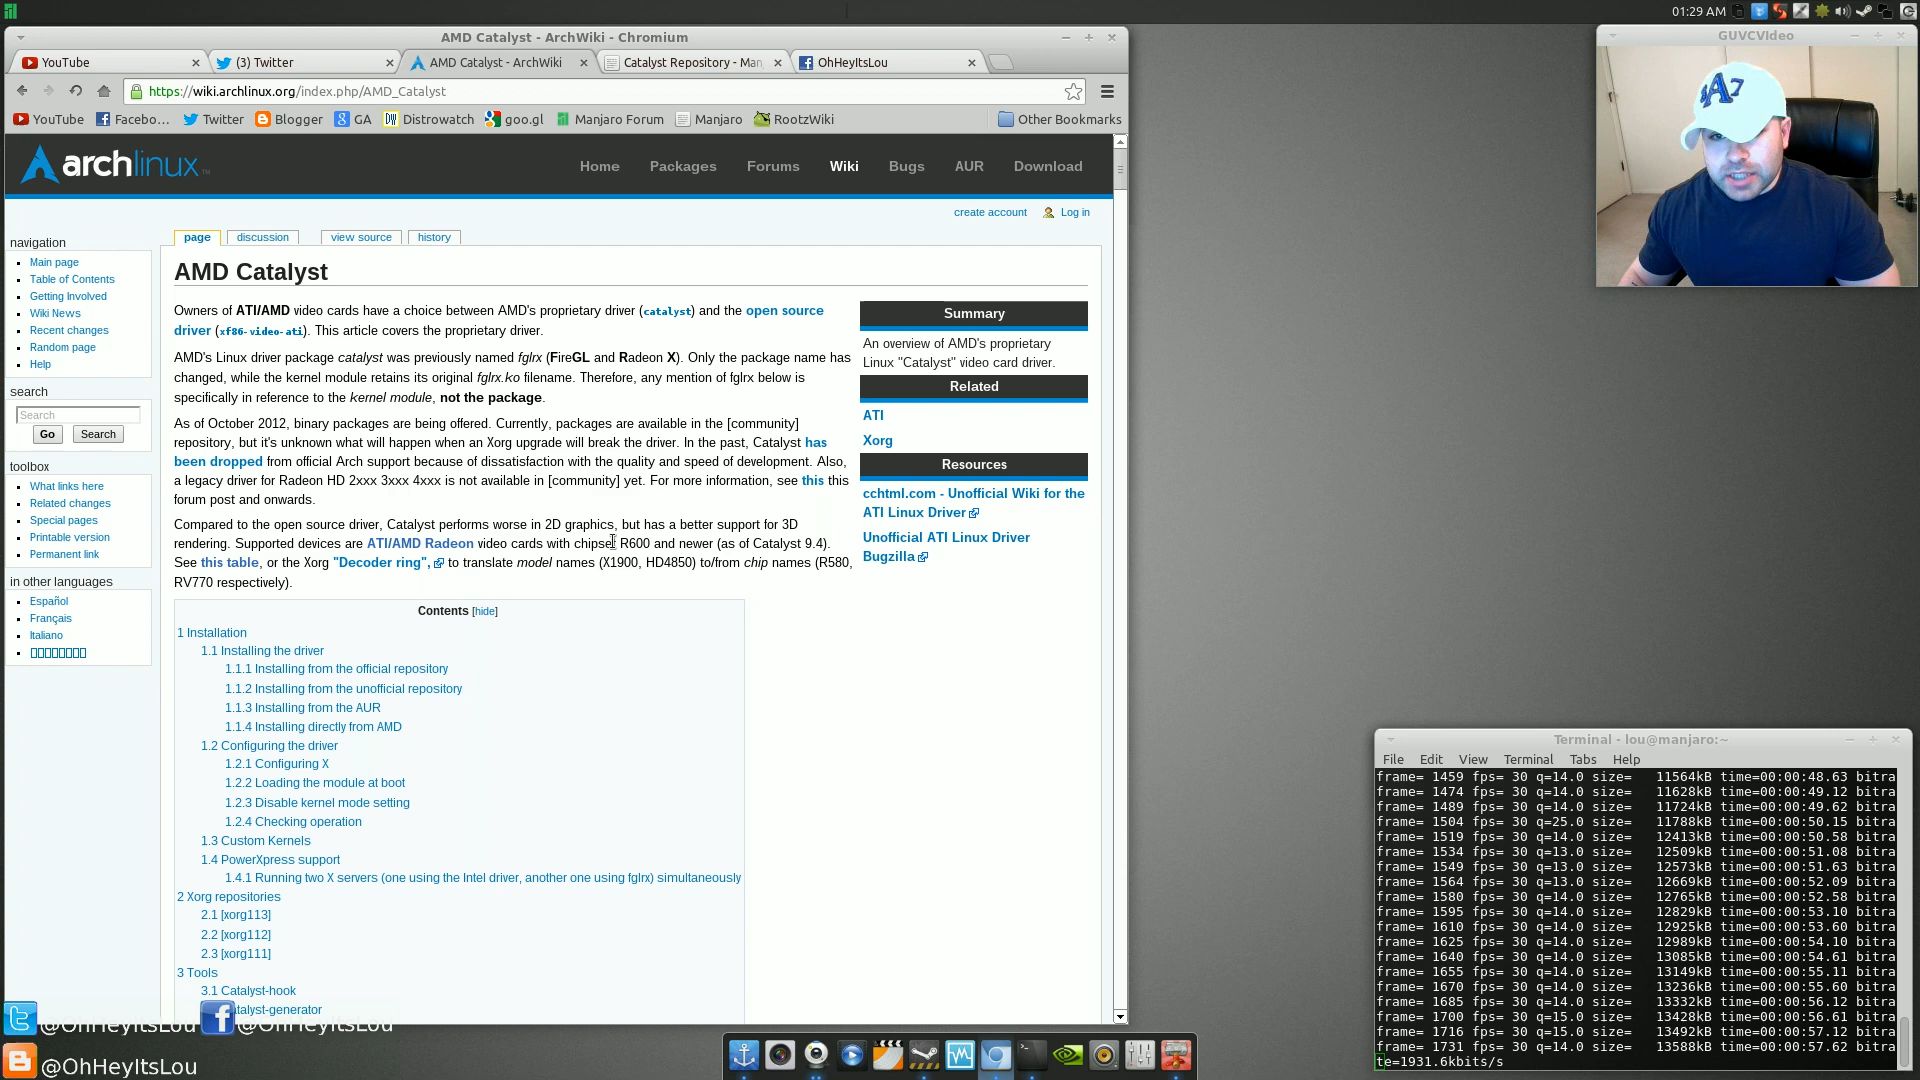 01:29 AM
AMD Catalyst - ArchWiki - Chromium
YouTube
(3) Twitter
AMD Catalyst - ArchWiki
Catalyst Repository - Man
OhHeyItsLou
https://wiki.archlinux.org/index.php/AMD_Catalyst
YouTube Facebo... Twitter Blogger GA Distrowatch goo.gl Manjaro Forum Manjaro RootzWiki Other Bookmarks
archlinux
Home Packages Forums Wiki Bugs AUR Download
create account Log in
page discussion view source history
navigation
Main page
Table of Contents
Getting Involved
Wiki News
Recent changes
Random page
Help
search
Search
Go Search
toolbox
What links here
Related changes
Special pages
Printable version
Permanent link
in other languages
Español
Français
Italiano
AMD Catalyst
Owners of ATI/AMD video cards have a choice between AMD's proprietary driver (catalyst) and the open source
driver (xf86-video-ati). This article covers the proprietary driver.
AMD's Linux driver package catalyst was previously named fglrx (FireGL and Radeon X). Only the package name has
changed, while the kernel module retains its original fglrx.ko filename. Therefore, any mention of fglrx below is
specifically in reference to the kernel module, not the package.
As of October 2012, binary packages are being offered. Currently, packages are available in the [community]
repository, but it's unknown what will happen when an Xorg upgrade will break the driver. In the past, Catalyst has
been dropped from official Arch support because of dissatisfaction with the quality and speed of development. Also,
a legacy driver for Radeon HD 2xxx 3xxx 4xxx is not available in [community] yet. For more information, see this this
forum post and onwards.
Compared to the open source driver, Catalyst performs worse in 2D graphics, but has a better support for 3D
rendering. Supported devices are ATI/AMD Radeon video cards with chipset R600 and newer (as of Catalyst 9.4).
See this table, or the Xorg "Decoder ring", to translate model names (X1900, HD4850) to/from chip names (R580,
RV770 respectively).
Summary
An overview of AMD's proprietary
Linux "Catalyst" video card driver.
Related
ATI
Xorg
Resources
cchtml.com - Unofficial Wiki for the
ATI Linux Driver
Unofficial ATI Linux Driver
Bugzilla
Contents [hide]
1 Installation
1.1 Installing the driver
1.1.1 Installing from the official repository
1.1.2 Installing from the unofficial repository
1.1.3 Installing from the AUR
1.1.4 Installing directly from AMD
1.2 Configuring the driver
1.2.1 Configuring X
1.2.2 Loading the module at boot
1.2.3 Disable kernel mode setting
1.2.4 Checking operation
1.3 Custom Kernels
1.4 PowerXpress support
1.4.1 Running two X servers (one using the Intel driver, another one using fglrx) simultaneously
2 Xorg repositories
2.1 [xorg113]
2.2 [xorg112]
2.3 [xorg111]
3 Tools
3.1 Catalyst-hook
atalyst-generator
@OhHeyItsLou @OhHeyItsLou
@OhHeyItsLou
GUVCVideo
A7
Terminal - lou@manjaro:~
File Edit View Terminal Tabs Help
frame= 1459 fps= 30 q=14.0 size= 11564kB time=00:00:48.63 bitra
frame= 1474 fps= 30 q=14.0 size= 11628kB time=00:00:49.12 bitra
frame= 1489 fps= 30 q=14.0 size= 11724kB time=00:00:49.62 bitra
frame= 1504 fps= 30 q=25.0 size= 11788kB time=00:00:50.15 bitra
frame= 1519 fps= 30 q=14.0 size= 12413kB time=00:00:50.58 bitra
frame= 1534 fps= 30 q=13.0 size= 12509kB time=00:00:51.08 bitra
frame= 1549 fps= 30 q=13.0 size= 12573kB time=00:00:51.63 bitra
frame= 1564 fps= 30 q=13.0 size= 12669kB time=00:00:52.09 bitra
frame= 1580 fps= 30 q=14.0 size= 12765kB time=00:00:52.58 bitra
frame= 1595 fps= 30 q=14.0 size= 12829kB time=00:00:53.10 bitra
frame= 1610 fps= 30 q=14.0 size= 12925kB time=00:00:53.60 bitra
frame= 1625 fps= 30 q=14.0 size= 12989kB time=00:00:54.10 bitra
frame= 1640 fps= 30 q=14.0 size= 13085kB time=00:00:54.61 bitra
frame= 1655 fps= 30 q=14.0 size= 13149kB time=00:00:55.11 bitra
frame= 1670 fps= 30 q=14.0 size= 13236kB time=00:00:55.60 bitra
frame= 1685 fps= 30 q=14.0 size= 13332kB time=00:00:56.12 bitra
frame= 1700 fps= 30 q=15.0 size= 13428kB time=00:00:56.61 bitra
frame= 1716 fps= 30 q=15.0 size= 13492kB time=00:00:57.12 bitra
frame= 1731 fps= 30 q=14.0 size= 13588kB time=00:00:57.62 bitra
te=1931.6kbits/s